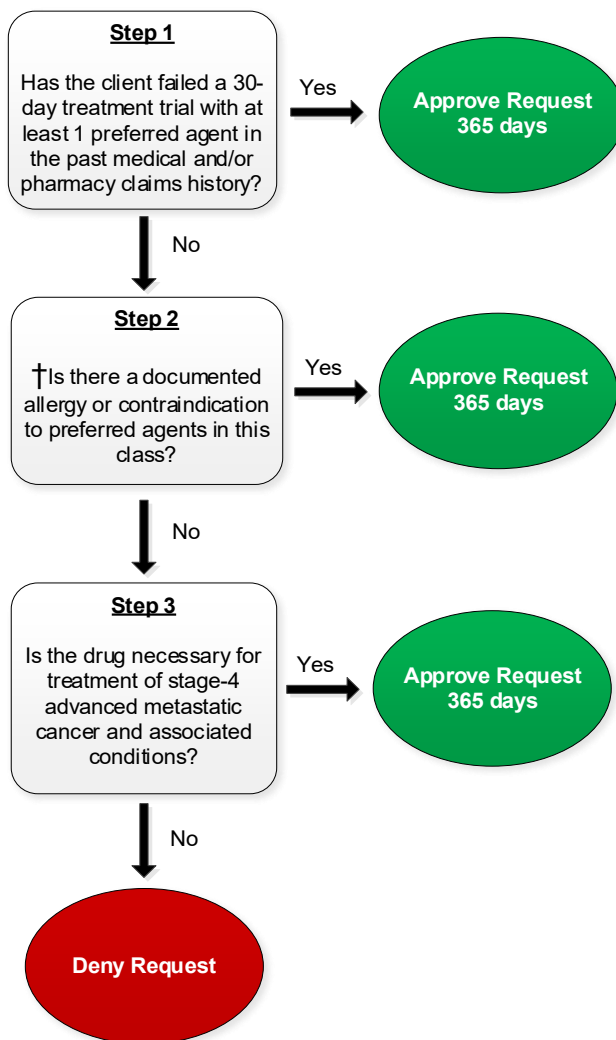 Step 1
Has the client failed a 30-
day treatment trial with at
least 1 preferred agent in
the past medical and/or
pharmacy claims history?
Yes
Approve Request
365 days
No
Step 2
†Is there a documented
allergy or contraindication
to preferred agents in this
class?
Yes
Approve Request
365 days
No
Step 3
Is the drug necessary for
treatment of stage-4
advanced metastatic
cancer and associated
conditions?
Yes
Approve Request
365 days
No
Deny Request